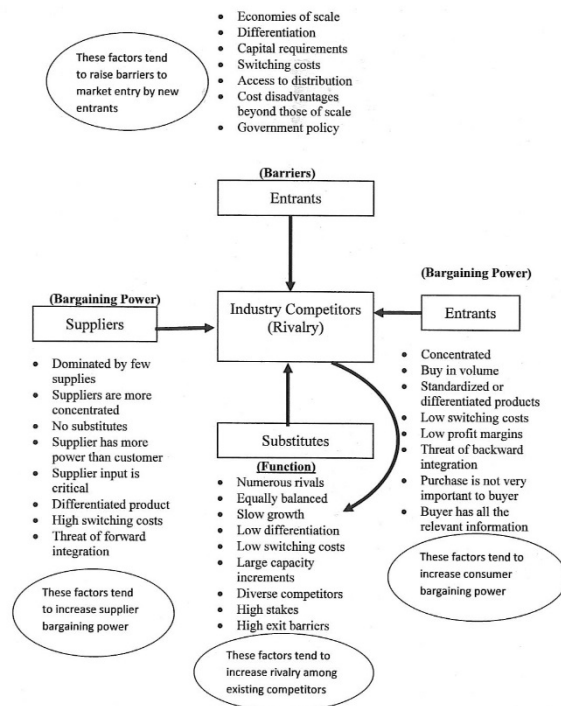 • Economies of scale
• Differentiation
• Capital requirements
• Switching costs
• Access to distribution
• Cost disadvantages
beyond those of scale
• Government policy
These factors tend
to raise barriers to
market entry by new
entrants
(Barriers)
Entrants
(Bargaining Power)
Suppliers
Industry Competitors
(Rivalry)
(Bargaining Power)
Entrants
• Dominated by few
supplies
• Suppliers are more
concentrated
• No substitutes
• Supplier has more
power than customer
• Supplier input is
critical
• Differentiated product
• High switching costs
• Threat of forward
integration
These factors tend
to increase supplier
bargaining power
Substitutes
(Function)
• Numerous rivals
• Equally balanced
• Slow growth
• Low differentiation
• Low switching costs
• Large capacity
increments
• Diverse competitors
• High stakes
• High exit barriers
These factors tend to
increase rivalry among
existing competitors
• Concentrated
• Buy in volume
• Standardized or
differentiated products
• Low switching costs
• Low profit margins
• Threat of backward
integration
• Purchase is not very
important to buyer
• Buyer has all the
relevant information
These factors tend to
increase consumer
bargaining power